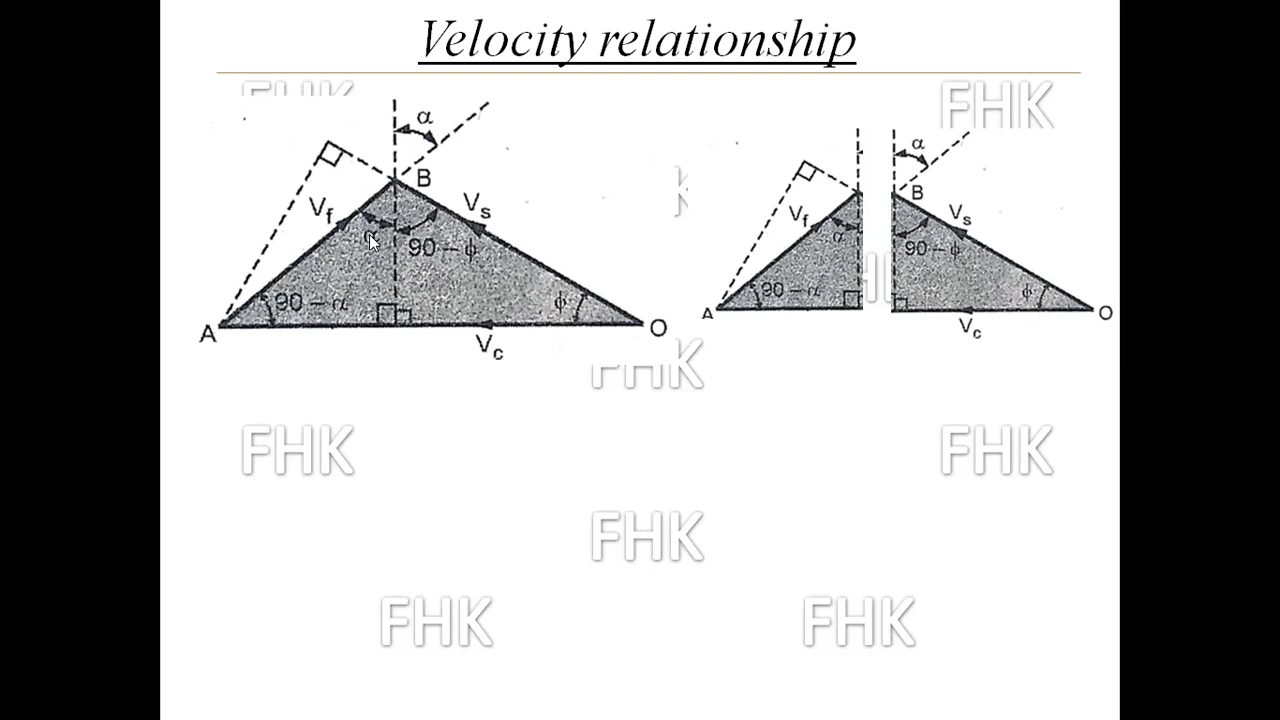 Velocity relationship
FHK
FHK
α
B
Vf
Vs
α
90 – ϕ
90 – α
ϕ
A
O
Vc
α
B
Vf
Vs
α
90 – ϕ
90 – α
ϕ
A
O
Vc
HK
FHK
FHK
FHK
FHK
FHK
FHK